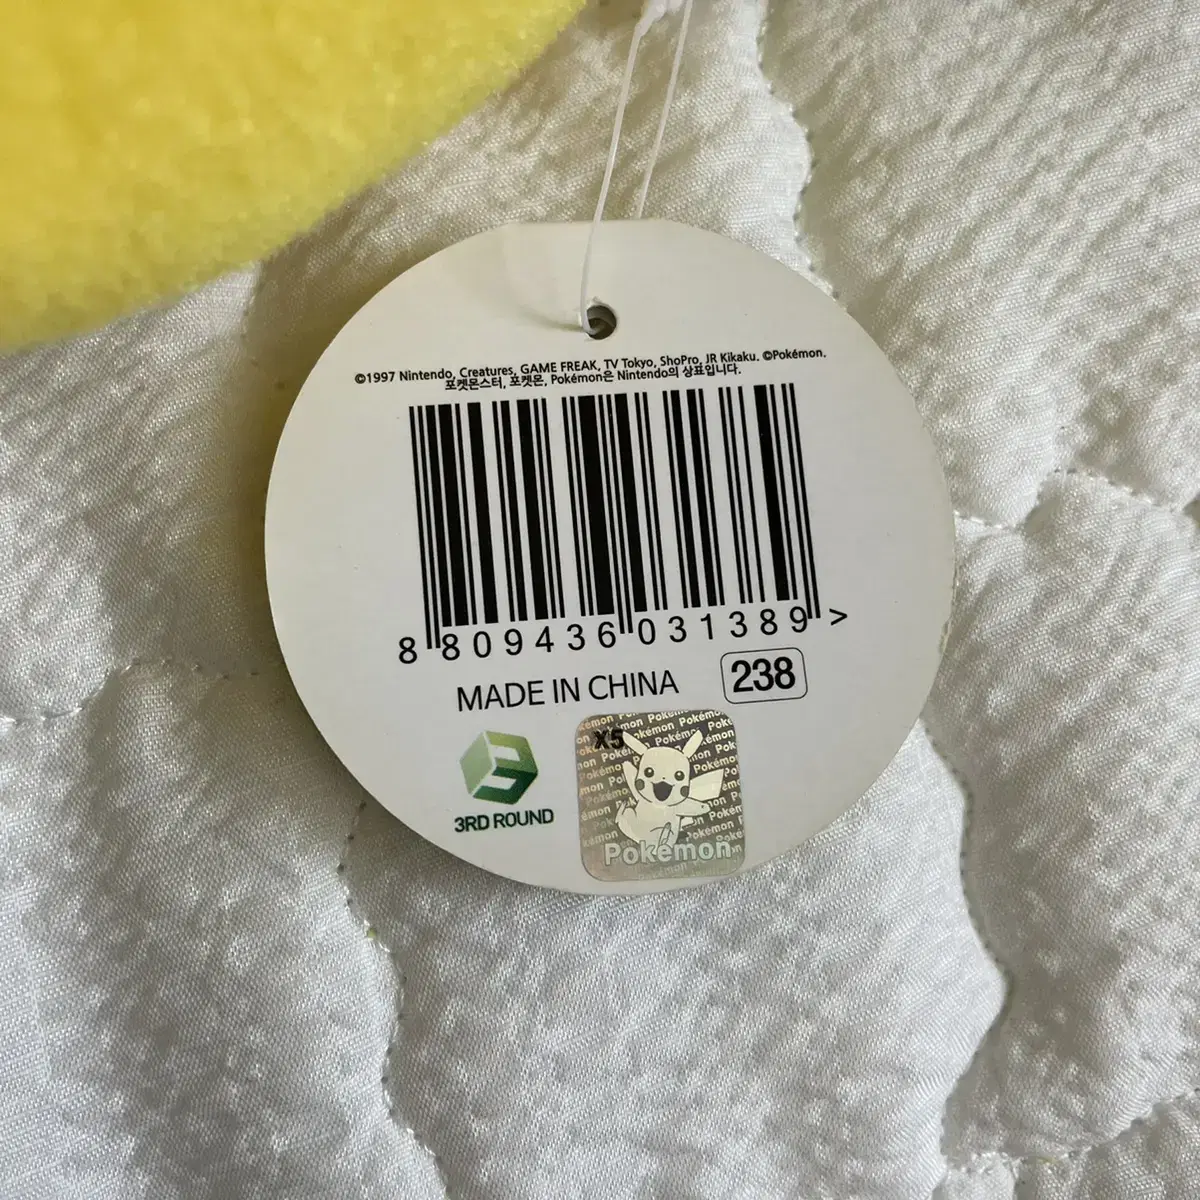 ©1997 Nintendo, Creatures, GAME FREAK, TV Tokyo, ShoPro, JR Kikaku. ©Pokémon.
포켓몬스터, 포켓몬, Pokémon은 Nintendo의 상표입니다.
8 809436 031389 >
MADE IN CHINA 238
3RD ROUND
X5
Pokémon